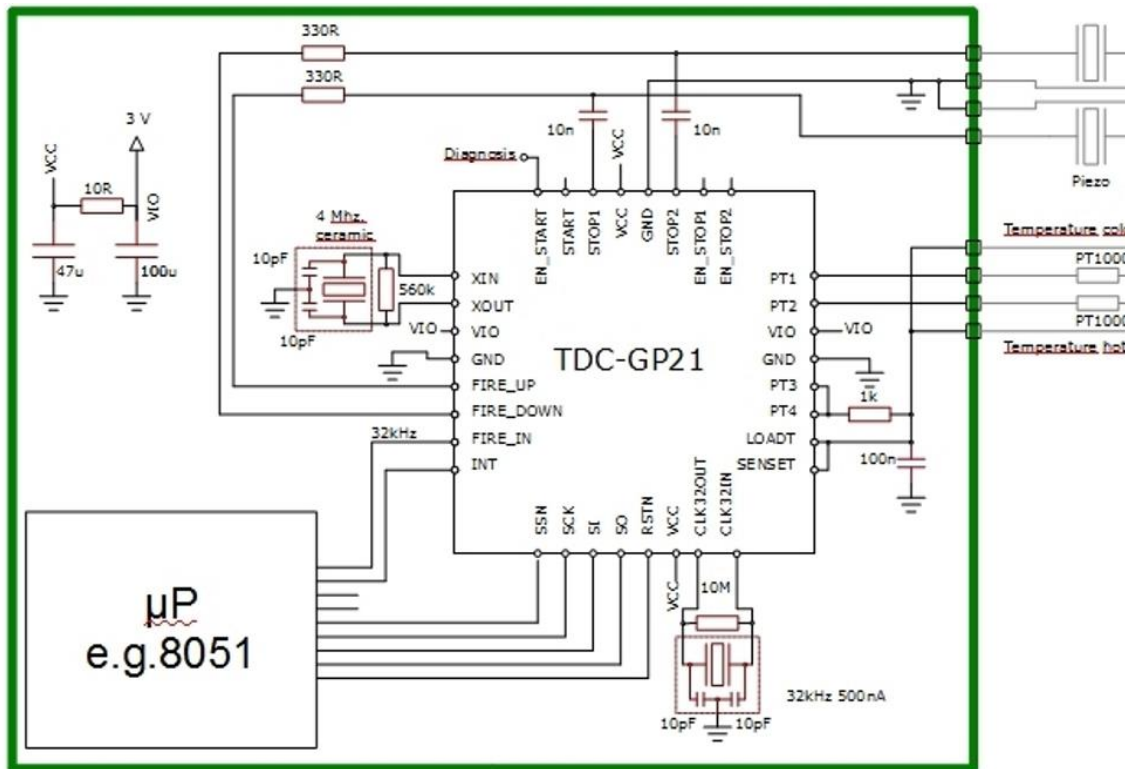 330R
330R
3 V
VCC
10R
VIO
47u
100u
10n
10n
VCC
Diagnosis
Piezo
4 Mhz.
ceramic
10pF
560k
10pF
VIO
EN_START
START
STOP1
VCC
GND
STOP2
EN_STOP1
EN_STOP2
XIN
XOUT
VIO
GND
FIRE_UP
FIRE_DOWN
FIRE_IN
INT
32kHz
TDC-GP21
PT1
PT2
VIO
GND
PT3
PT4
LOADT
SENSET
VIO
1k
100n
PT1000
PT1000
Temperature hot
SSN
SCK
SI
SO
RSTN
VCC
CLK32OUT
CLK32IN
VCC
10M
32kHz 500nA
10pF
10pF
µP
e.g.8051